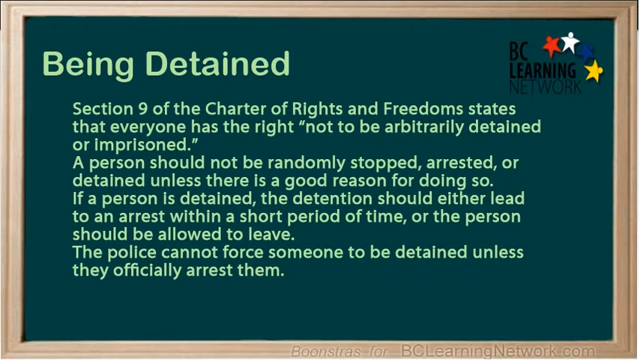 Being Detained
BC
LEARNING
NETWORK
Section 9 of the Charter of Rights and Freedoms states
that everyone has the right “not to be arbitrarily detained
or imprisoned.”
A person should not be randomly stopped, arrested, or
detained unless there is a good reason for doing so.
If a person is detained, the detention should either lead
to an arrest within a short period of time, or the person
should be allowed to leave.
The police cannot force someone to be detained unless
they officially arrest them.
Boonstras for BCLearningNetwork.com